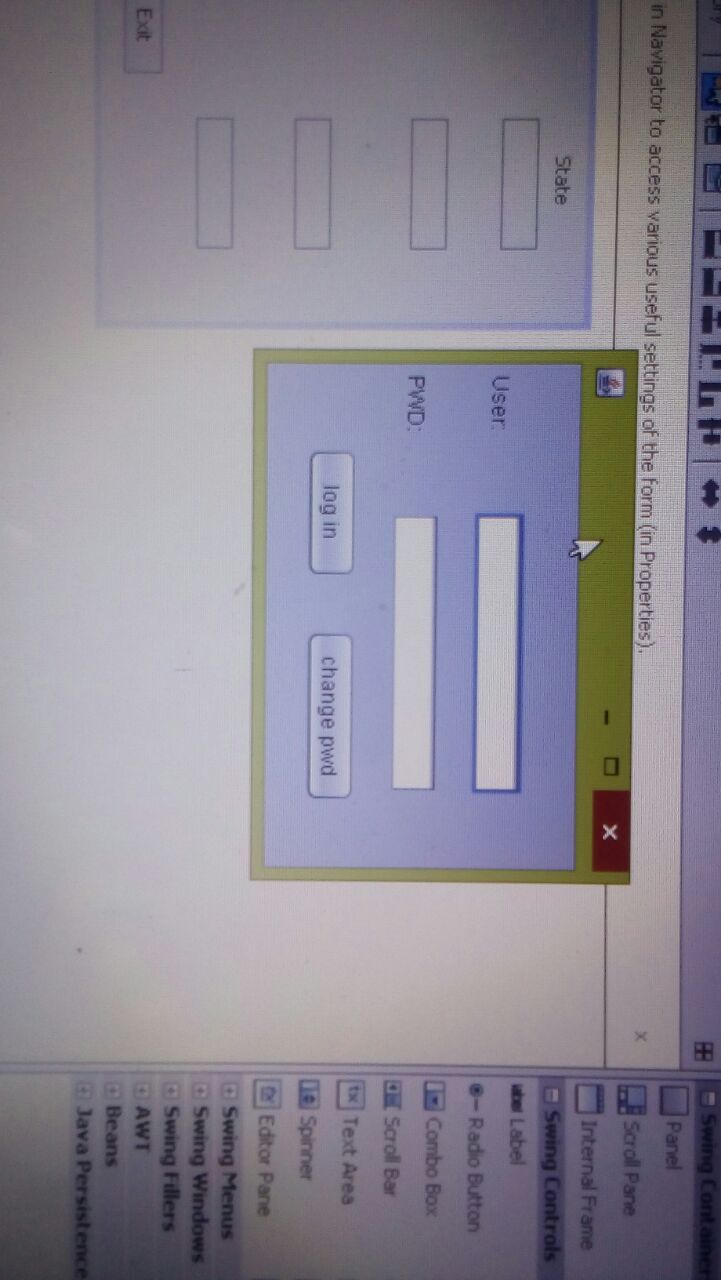 in Navigator to access various useful settings of the form (in Properties).
State
Exit
User:
PWD:
log in
change pwd
Swing Containers
Panel
Scroll Pane
Internal Frame
Swing Controls
label Label
Radio Button
Combo Box
Scroll Bar
tx Text Area
Spinner
Editor Pane
Swing Menus
Swing Windows
Swing Fillers
AWT
Beans
Java Persistence